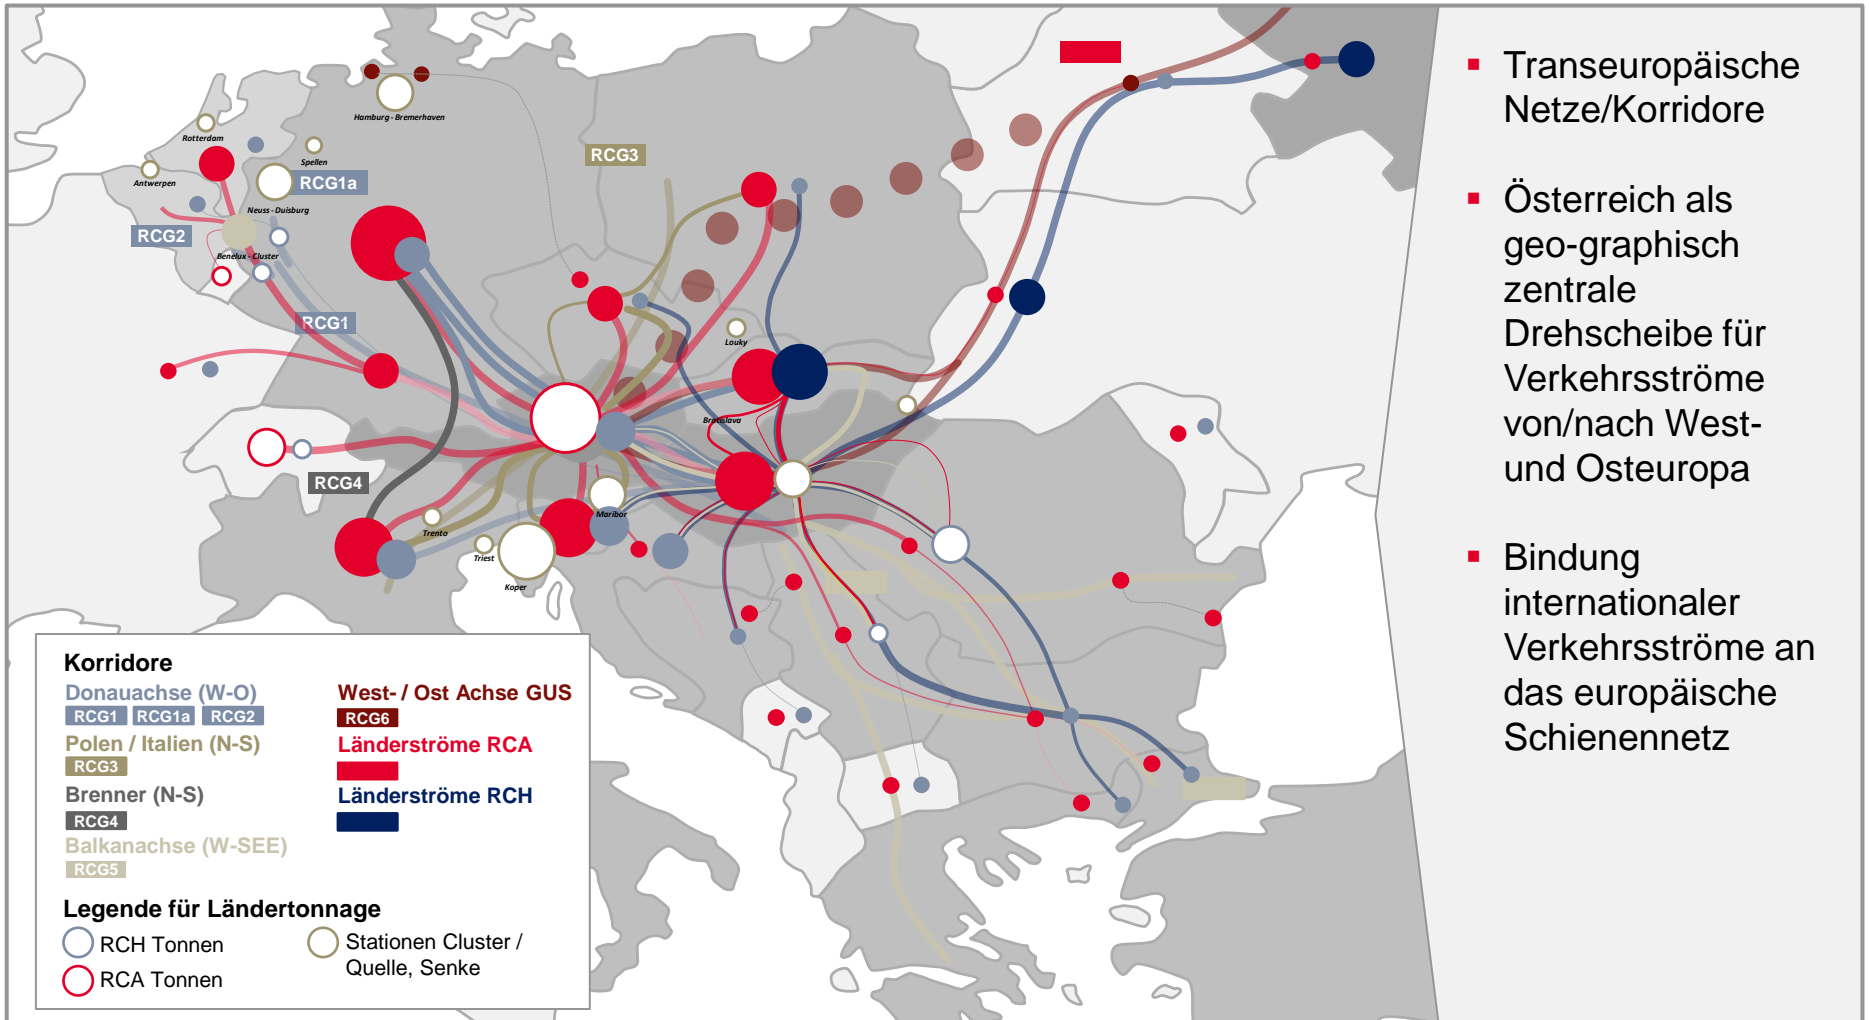 Hamburg - Bremerhaven
Rotterdam
Spellen
RCG3
Antwerpen
RCG1a
Neuss - Duisburg
RCG2
Benelux - Cluster
RCG1
Louky
Bratislava
RCG4
Maribor
Trento
Triest
Koper
Korridore
Donauachse (W-O)
RCG1 RCG1a RCG2
Polen / Italien (N-S)
RCG3
Brenner (N-S)
RCG4
Balkanachse (W-SEE)
RCG5
West- / Ost Achse GUS
RCG6
Länderströme RCA
Länderströme RCH
Legende für Ländertonnage
RCH Tonnen
RCA Tonnen
Stationen Cluster /
Quelle, Senke
Transeuropäische
Netze/Korridore
Österreich als
geo-graphisch
zentrale
Drehscheibe für
Verkehrsströme
von/nach West-
und Osteuropa
Bindung
internationaler
Verkehrsströme an
das europäische
Schienennetz